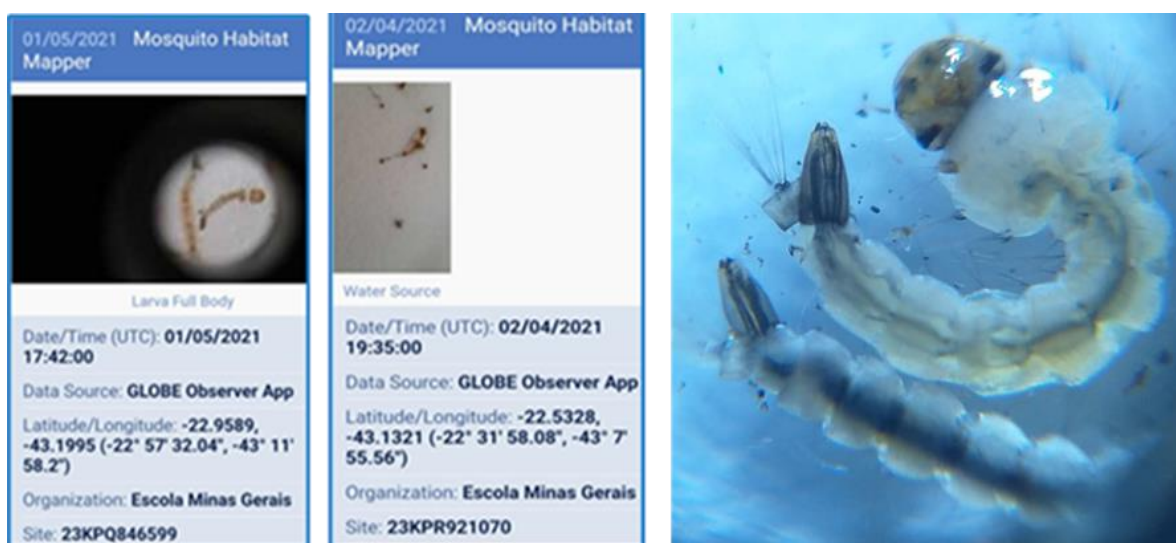 01/05/2021 Mosquito Habitat
Mapper
Larva Full Body
Date/Time (UTC): 01/05/2021
17:42:00
Data Source: GLOBE Observer App
Latitude/Longitude: -22.9589,
-43.1995 (-22° 57' 32.04", -43° 11'
58.2")
Organization: Escola Minas Gerais
Site: 23KPQ846599
02/04/2021 Mosquito Habitat
Mapper
Water Source
Date/Time (UTC): 02/04/2021
19:35:00
Data Source: GLOBE Observer App
Latitude/Longitude: -22.5328,
-43.1321 (-22° 31' 58.08", -43° 7'
55.56")
Organization: Escola Minas Gerais
Site: 23KPR921070